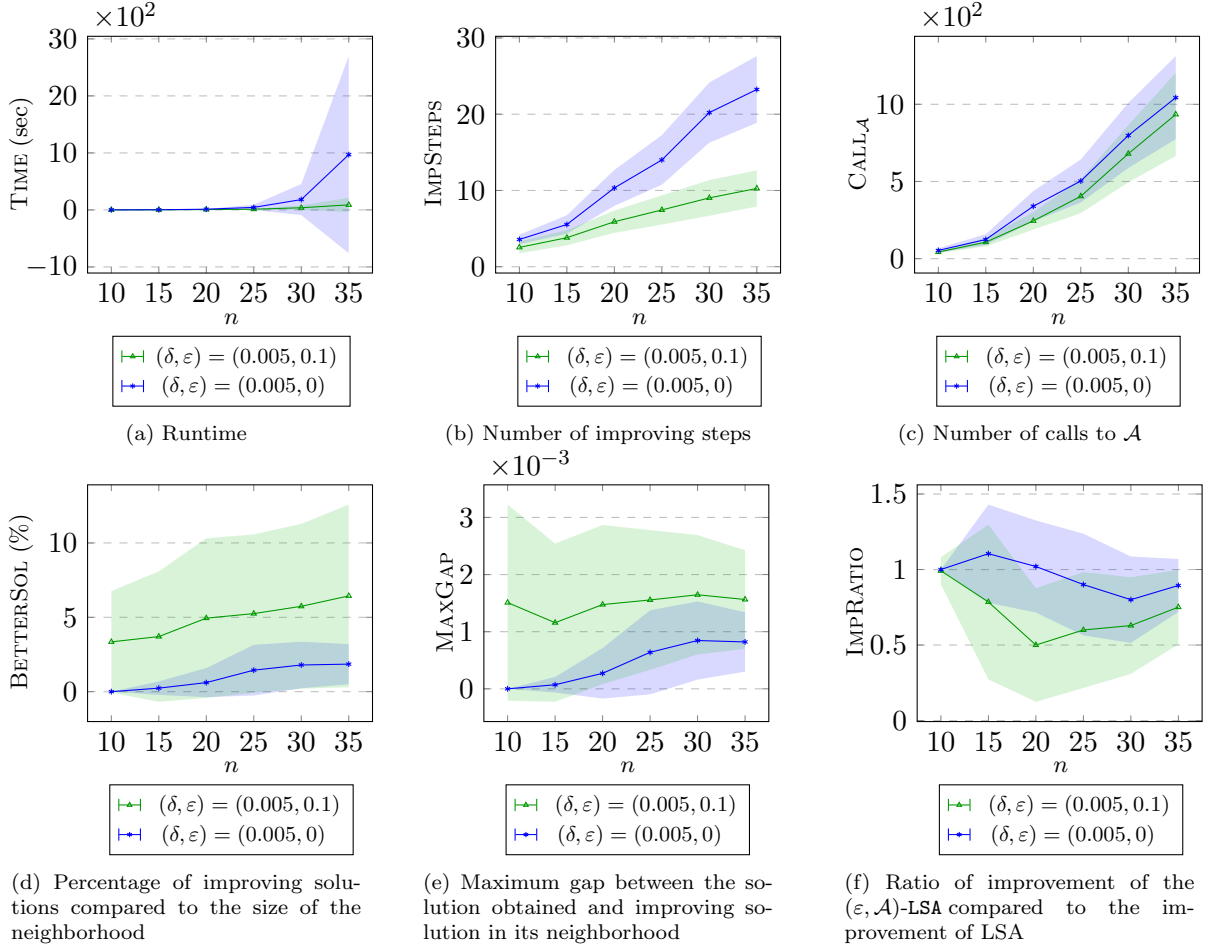 ×10²
30
20
10
0
−10
TIME (sec)
10 15 20 25 30 35
n
(δ, ε) = (0.005, 0.1)
(δ, ε) = (0.005, 0)
(a) Runtime
30
20
10
0
IMPSTEPS
10 15 20 25 30 35
n
(δ, ε) = (0.005, 0.1)
(δ, ε) = (0.005, 0)
(b) Number of improving steps
×10²
10
5
0
CALL𝒜
10 15 20 25 30 35
n
(δ, ε) = (0.005, 0.1)
(δ, ε) = (0.005, 0)
(c) Number of calls to 𝒜
10
5
0
BETTERSOL (%)
10 15 20 25 30 35
n
(δ, ε) = (0.005, 0.1)
(δ, ε) = (0.005, 0)
(d) Percentage of improving solu-
tions compared to the size of the
neighborhood
×10⁻³
3
2
1
0
MAXGAP
10 15 20 25 30 35
n
(δ, ε) = (0.005, 0.1)
(δ, ε) = (0.005, 0)
(e) Maximum gap between the so-
lution obtained and improving so-
lution in its neighborhood
1.5
1
0.5
0
IMPRATIO
10 15 20 25 30 35
n
(δ, ε) = (0.005, 0.1)
(δ, ε) = (0.005, 0)
(f) Ratio of improvement of the
(ε, 𝒜)-LSA compared to the im-
provement of LSA